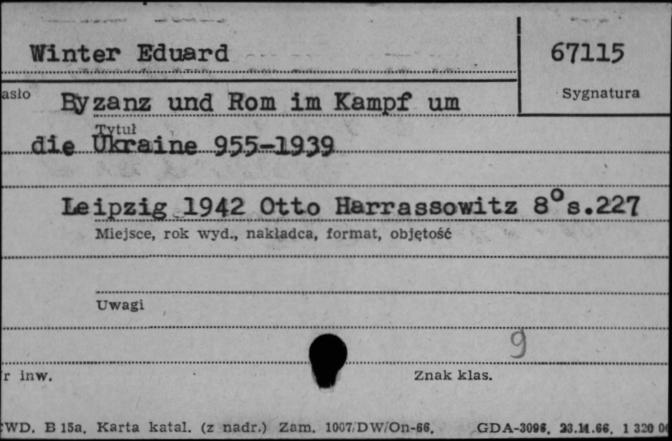 Winter Eduard
67115
asło
Sygnatura
Byzanz und Rom im Kampf um
Tytuł
die Ukraine 955-1939
Leipzig 1942 Otto Harrassowitz 8° s.227
Miejsce, rok wyd., nakładca, format, objętość
Uwagi
9
r inw.
Znak klas.
WD. B 15a. Karta katal. (z nadr.) Zam. 1007/DW/On-66. GDA-3096. 23.11.66. 1 320 0